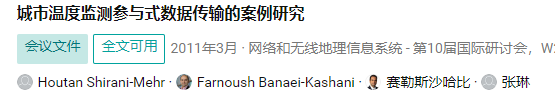 城市温度监测参与式数据传输的案例研究
会议文件 全文可用 2011年3月 · 网络和无线地理信息系统 - 第10届国际研讨会，W2
Houtan Shirani-Mehr · Farnoush Banaei-Kashani · 赛勒斯沙哈比 · 张琳